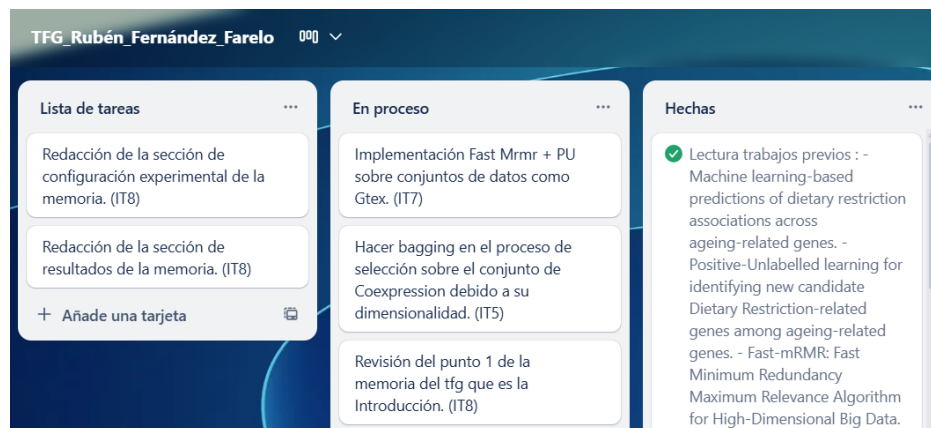 TFG_Rubén_Fernández_Farelo
Lista de tareas
Redacción de la sección de
configuración experimental de la
memoria. (IT8)
Redacción de la sección de
resultados de la memoria. (IT8)
Añade una tarjeta
En proceso
Implementación Fast Mrmr + PU
sobre conjuntos de datos como
Gtex. (IT7)
Hacer bagging en el proceso de
selección sobre el conjunto de
Coexpression debido a su
dimensionalidad. (IT5)
Revisión del punto 1 de la
memoria del tfg que es la
Introducción. (IT8)
Hechas
Lectura trabajos previos : -
Machine learning-based
predictions of dietary restriction
associations across
ageing-related genes. -
Positive-Unlabelled learning for
identifying new candidate
Dietary Restriction-related
genes among ageing-related
genes. - Fast-mRMR: Fast
Minimum Redundancy
Maximum Relevance Algorithm
for High-Dimensional Big Data.